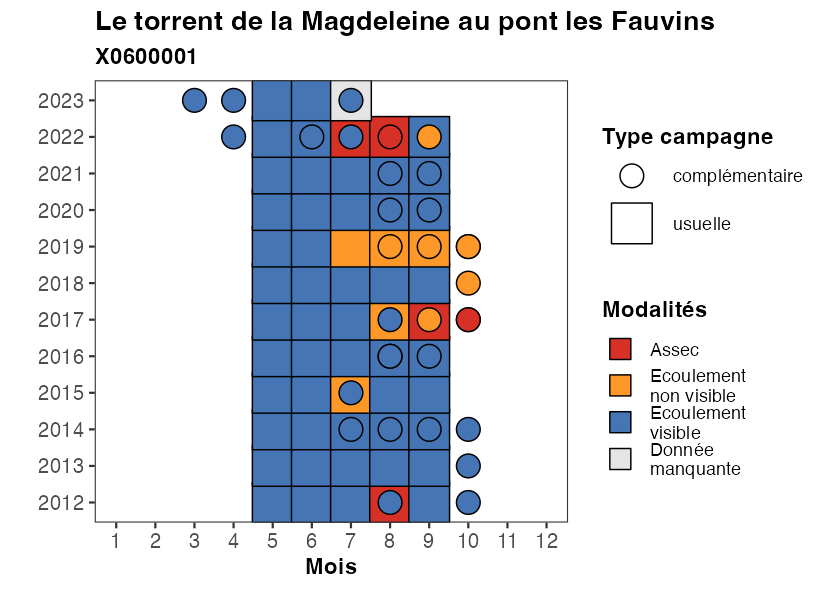 Le torrent de la Magdeleine au pont les Fauvins
X0600001
2023
2022
2021
2020
2019
2018
2017
2016
2015
2014
2013
2012
1 2 3 4 5 6 7 8 9 10 11 12
Mois
Type campagne
complémentaire
usuelle
Modalités
Assec
Ecoulement
non visible
Ecoulement
visible
Donnée
manquante